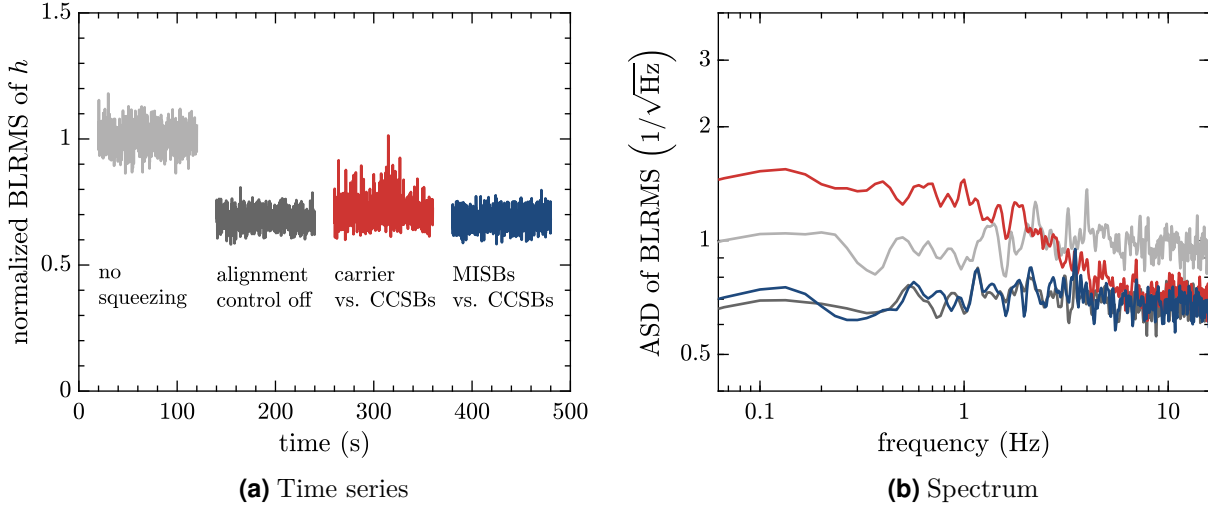 1.5
1
0.5
0
normalized BLRMS of h
no
squeezing
alignment
control off
carrier
vs. CCSBs
MISBs
vs. CCSBs
0 100 200 300 400 500
time (s)
(a) Time series
3
2
1
0.5
ASD of BLRMS (1/√Hz)
0.1 1 10
frequency (Hz)
(b) Spectrum